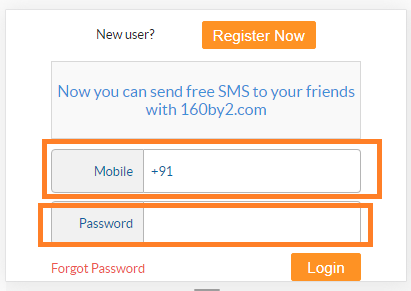 New user? Register Now
Now you can send free SMS to your friends
with 160by2.com
Mobile +91
Password
Forgot Password Login